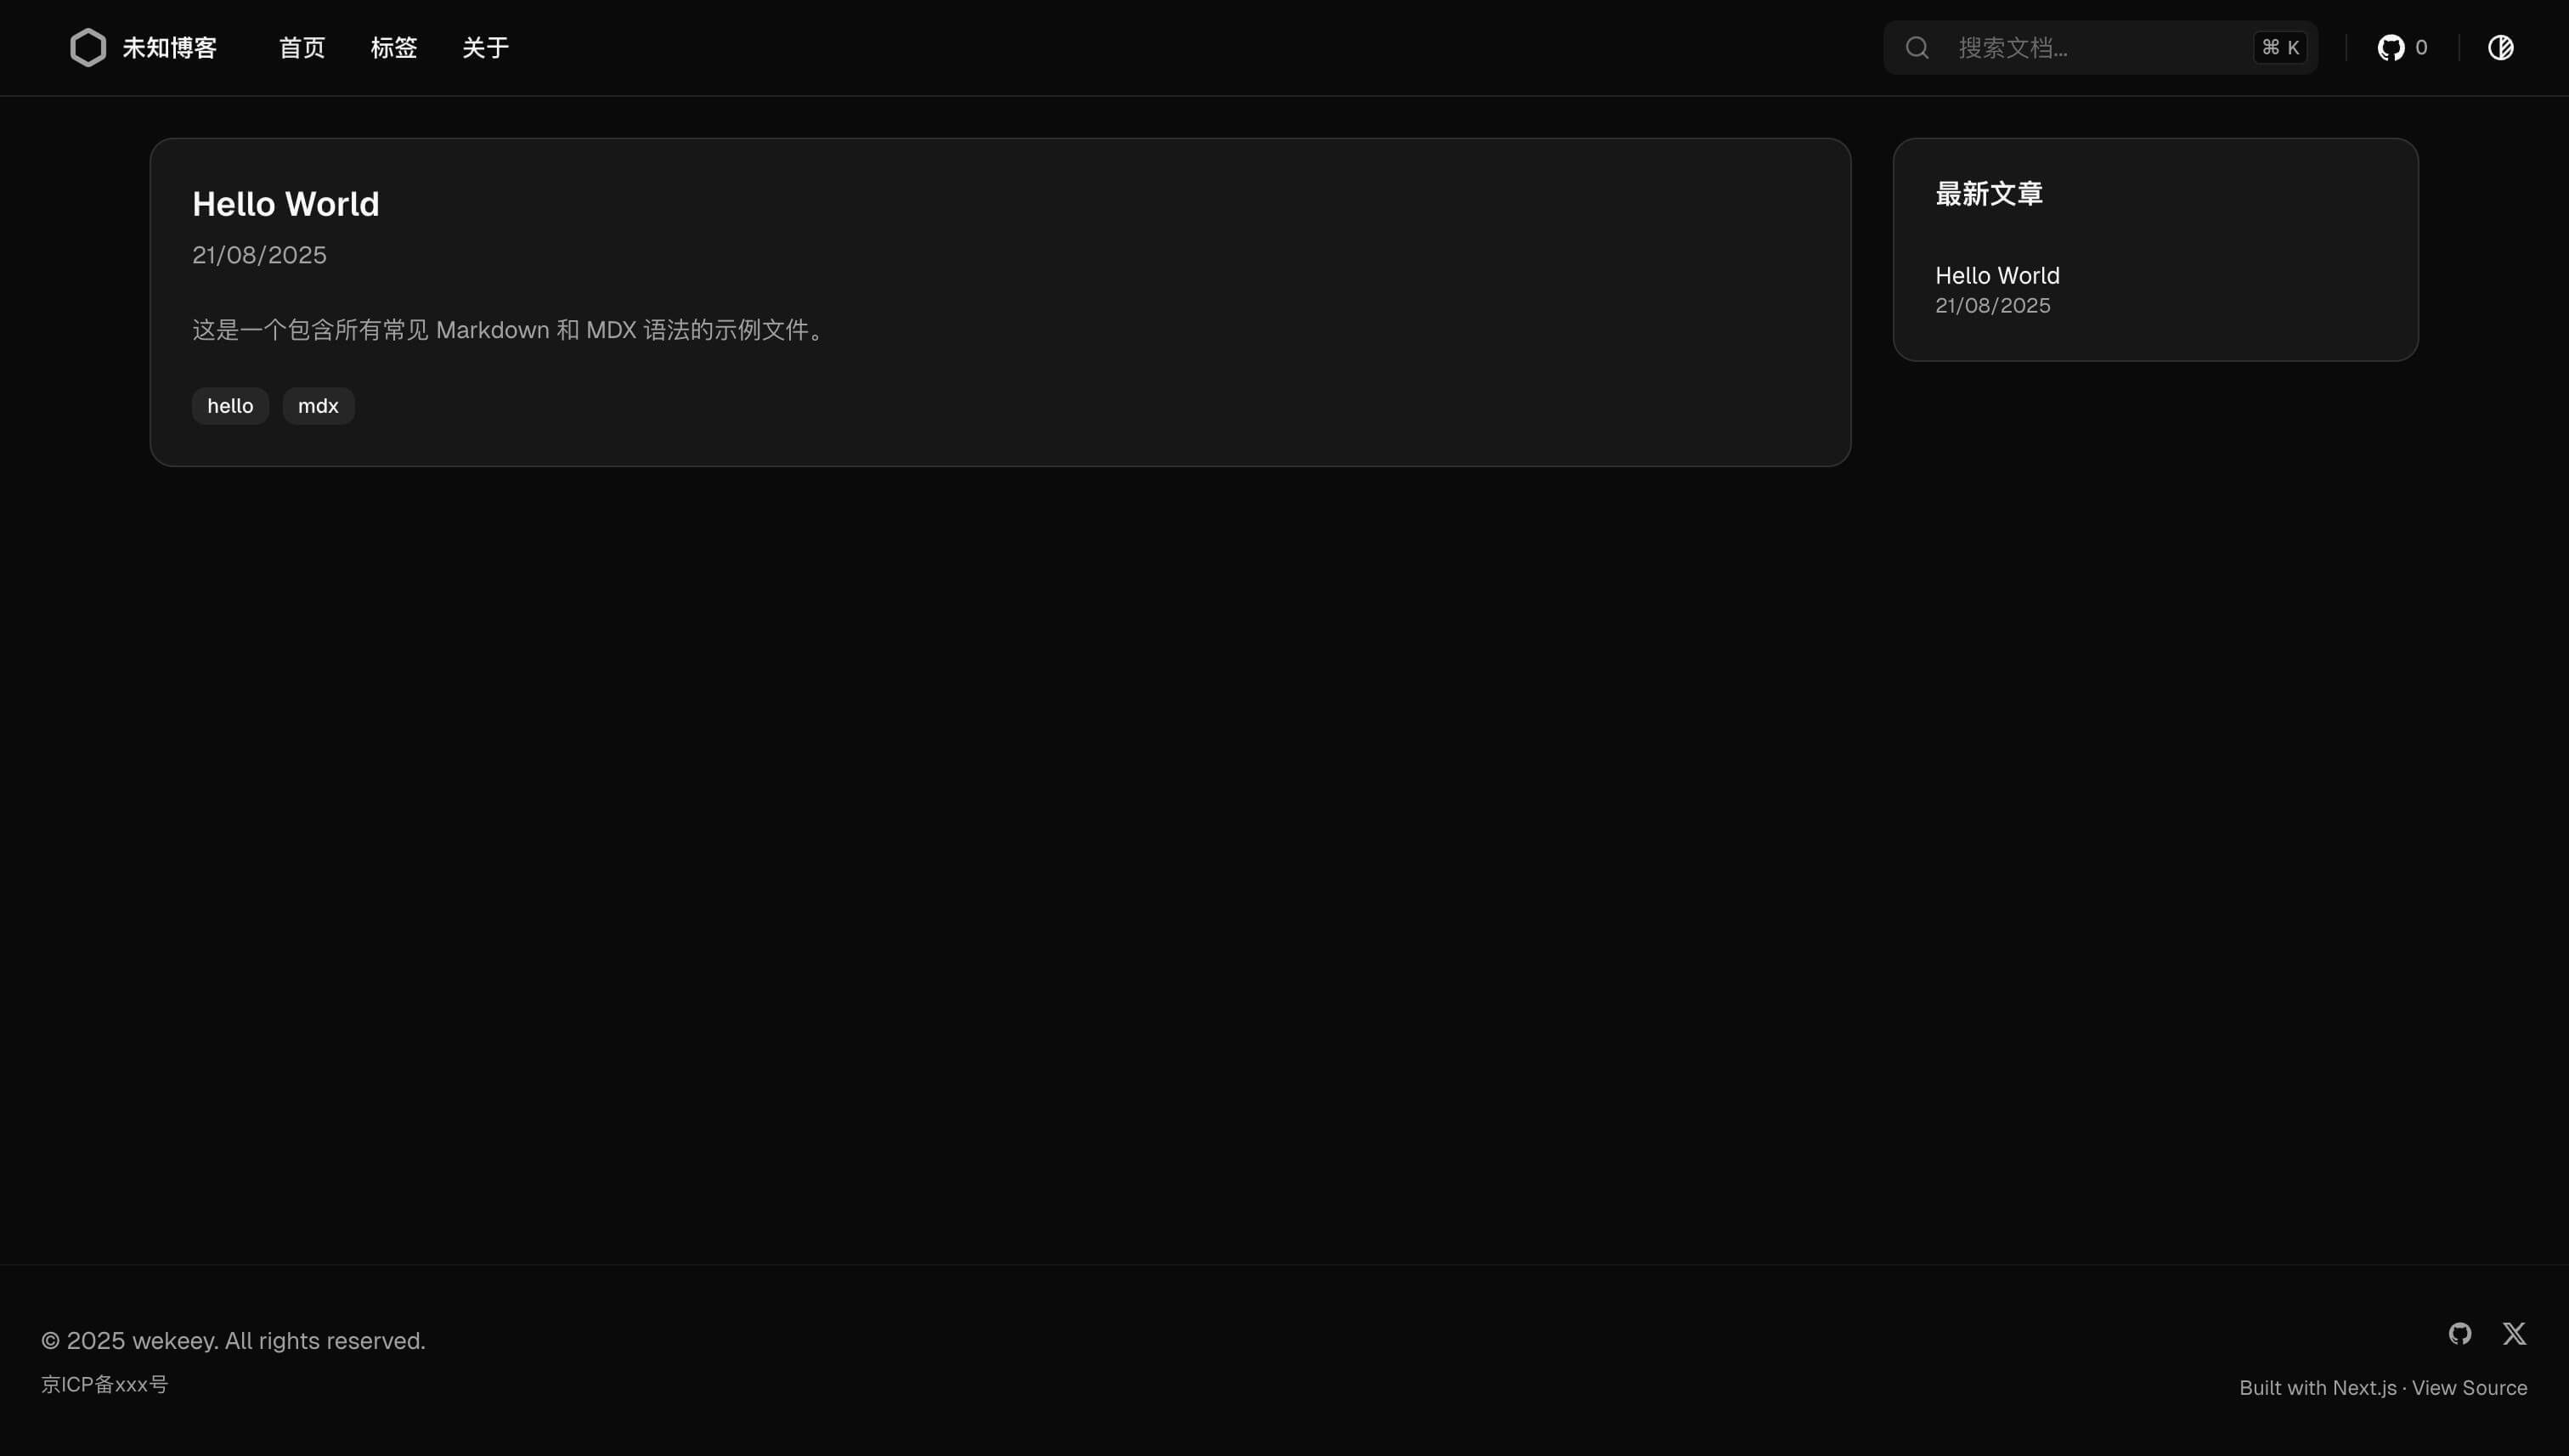 未知博客 首页 标签 关于 搜索文档... ⌘ K 0
Hello World
21/08/2025
这是一个包含所有常见 Markdown 和 MDX 语法的示例文件。
hello mdx
最新文章
Hello World
21/08/2025
© 2025 wekeey. All rights reserved.
京ICP备xxx号
Built with Next.js · View Source